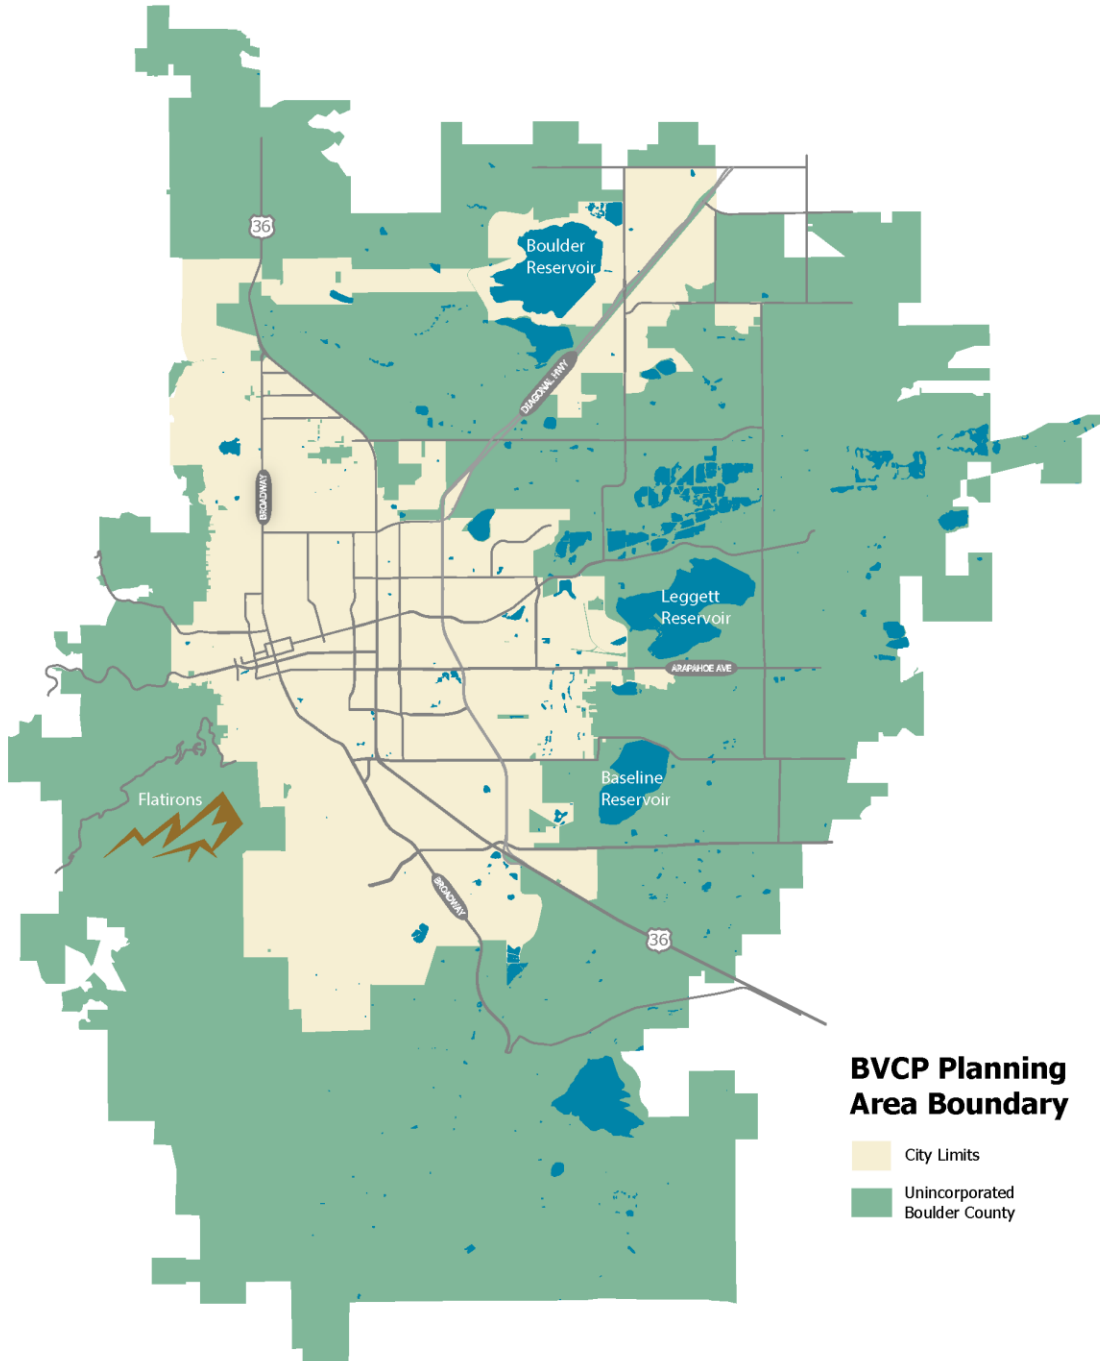 36
Boulder
Reservoir
DIAGONAL HWY
BROADWAY
Leggett
Reservoir
ARAPAHOE AVE
Flatirons
Baseline
Reservoir
BROADWAY
36
BVCP Planning
Area Boundary
City Limits
Unincorporated
Boulder County